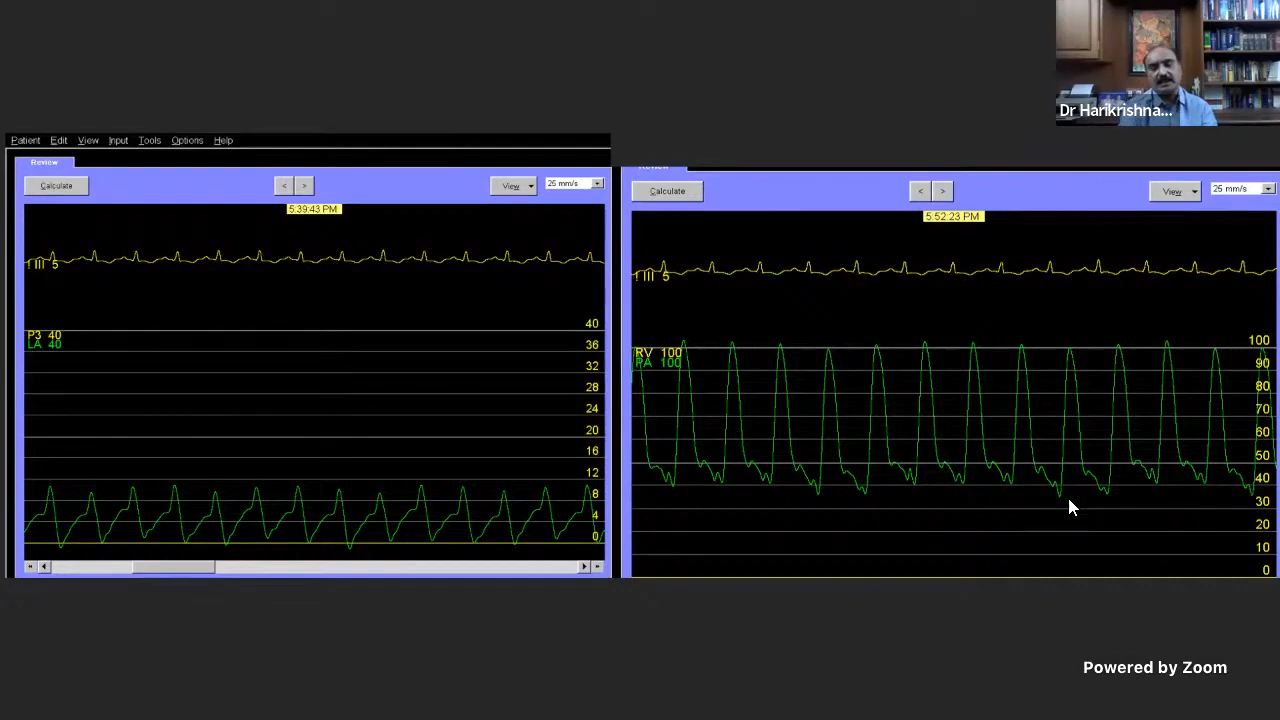 Dr Harikrishna...
Patient Edit View Input Tools Options Help
Review
Calculate
< >
View
25 mm/s
5:39:43 PM
! III 5
40
P3 40
LA 40
36
32
28
24
20
16
12
8
4
0
Calculate
< >
View
25 mm/s
5:52:23 PM
! III 5
100
RV 100
PA 100
90
80
70
60
50
40
30
20
10
0
Powered by Zoom